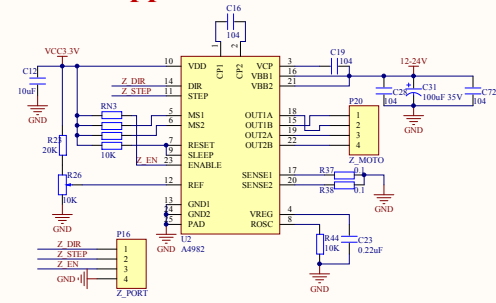 C16
104
1
2
VCC3.3V
10
VDD
CP1
CP2
VCP
3
C19
104
12-24V
VBB1
16
VBB2
21
C12
10uF
Z_DIR
14
DIR
Z_STEP
11
STEP
C28
104
C31
100uF 35V
C72
104
GND
GND
RN3
5
MS1
6
MS2
OUT1A
18
OUT1B
15
OUT2A
19
OUT2B
22
P20
1
2
3
4
Z_MOTO
10K
7
RESET
9
SLEEP
Z_EN
23
ENABLE
R25
20K
R26
10K
12
REF
SENSE1
17
R37
0.1
SENSE2
20
R38
0.1
GND
GND
13
GND1
24
GND2
25
PAD
GND
U2
A4982
VREG
4
ROSC
8
R44
10K
C23
0.22uF
GND
P16
Z_DIR
1
Z_STEP
2
Z_EN
3
GND
4
Z_PORT